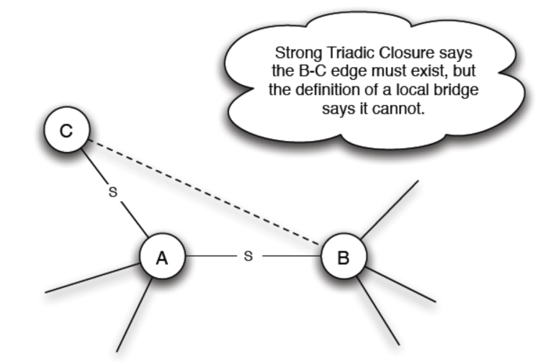 Strong Triadic Closure says
the B-C edge must exist, but
the definition of a local bridge
says it cannot.
C
S
A
S
B